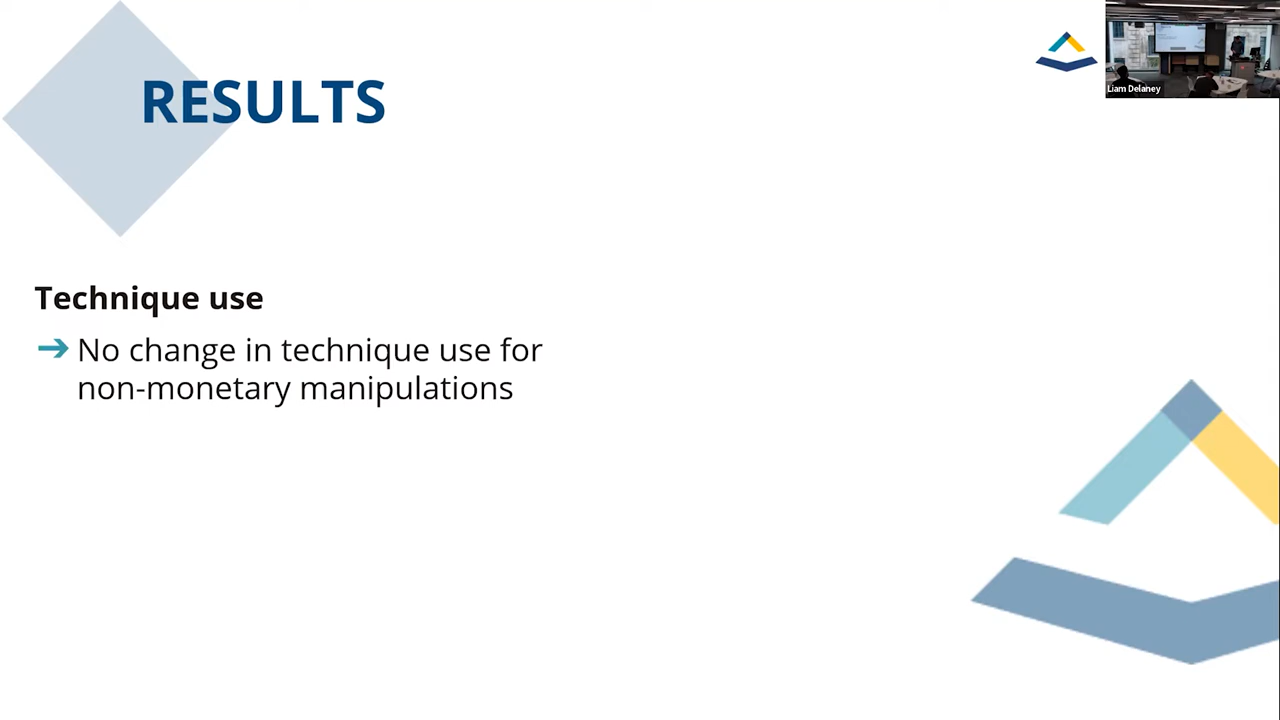 RESULTS
Liam Delaney
Technique use
➔ No change in technique use for
non-monetary manipulations